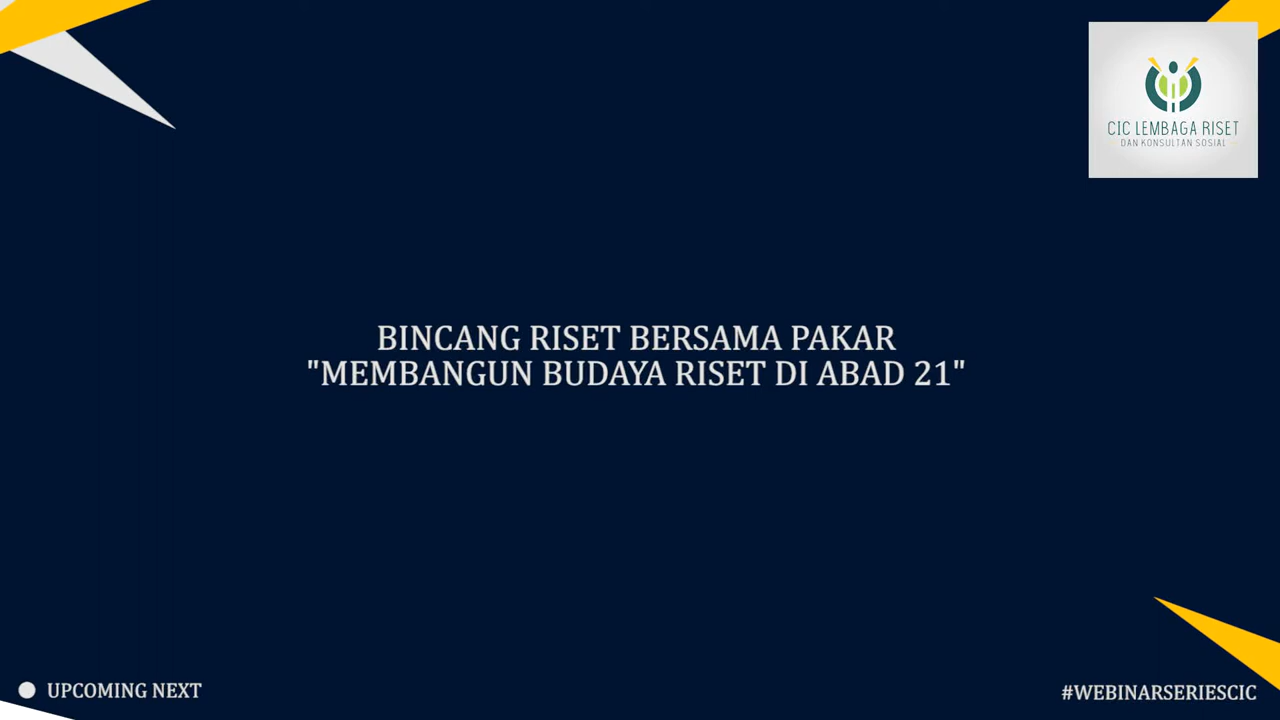 CIC LEMBAGA RISET
DAN KONSULTAN SOSIAL
BINCANG RISET BERSAMA PAKAR
"MEMBANGUN BUDAYA RISET DI ABAD 21"
UPCOMING NEXT
#WEBINARSERIESCIC